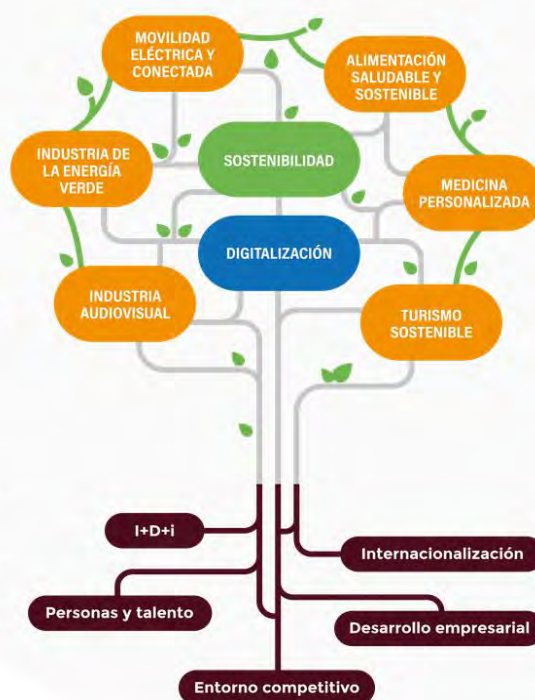 MOVILIDAD
ELÉCTRICA Y
CONECTADA
ALIMENTACIÓN
SALUDABLE Y
SOSTENIBLE
INDUSTRIA DE
LA ENERGÍA
VERDE
SOSTENIBILIDAD
MEDICINA
PERSONALIZADA
DIGITALIZACIÓN
INDUSTRIA
AUDIOVISUAL
TURISMO
SOSTENIBLE
I+D+i
Internacionalización
Personas y talento
Desarrollo empresarial
Entorno competitivo